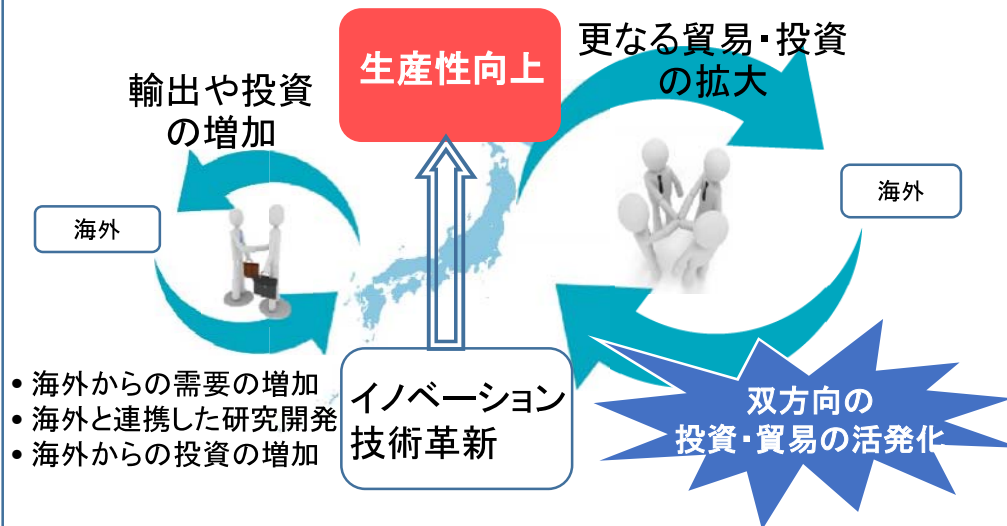 生産性向上
更なる貿易・投資
の拡大
輸出や投資
の増加
海外
海外
• 海外からの需要の増加
• 海外と連携した研究開発
• 海外からの投資の増加
イノベーション
技術革新
双方向の
投資・貿易の活発化